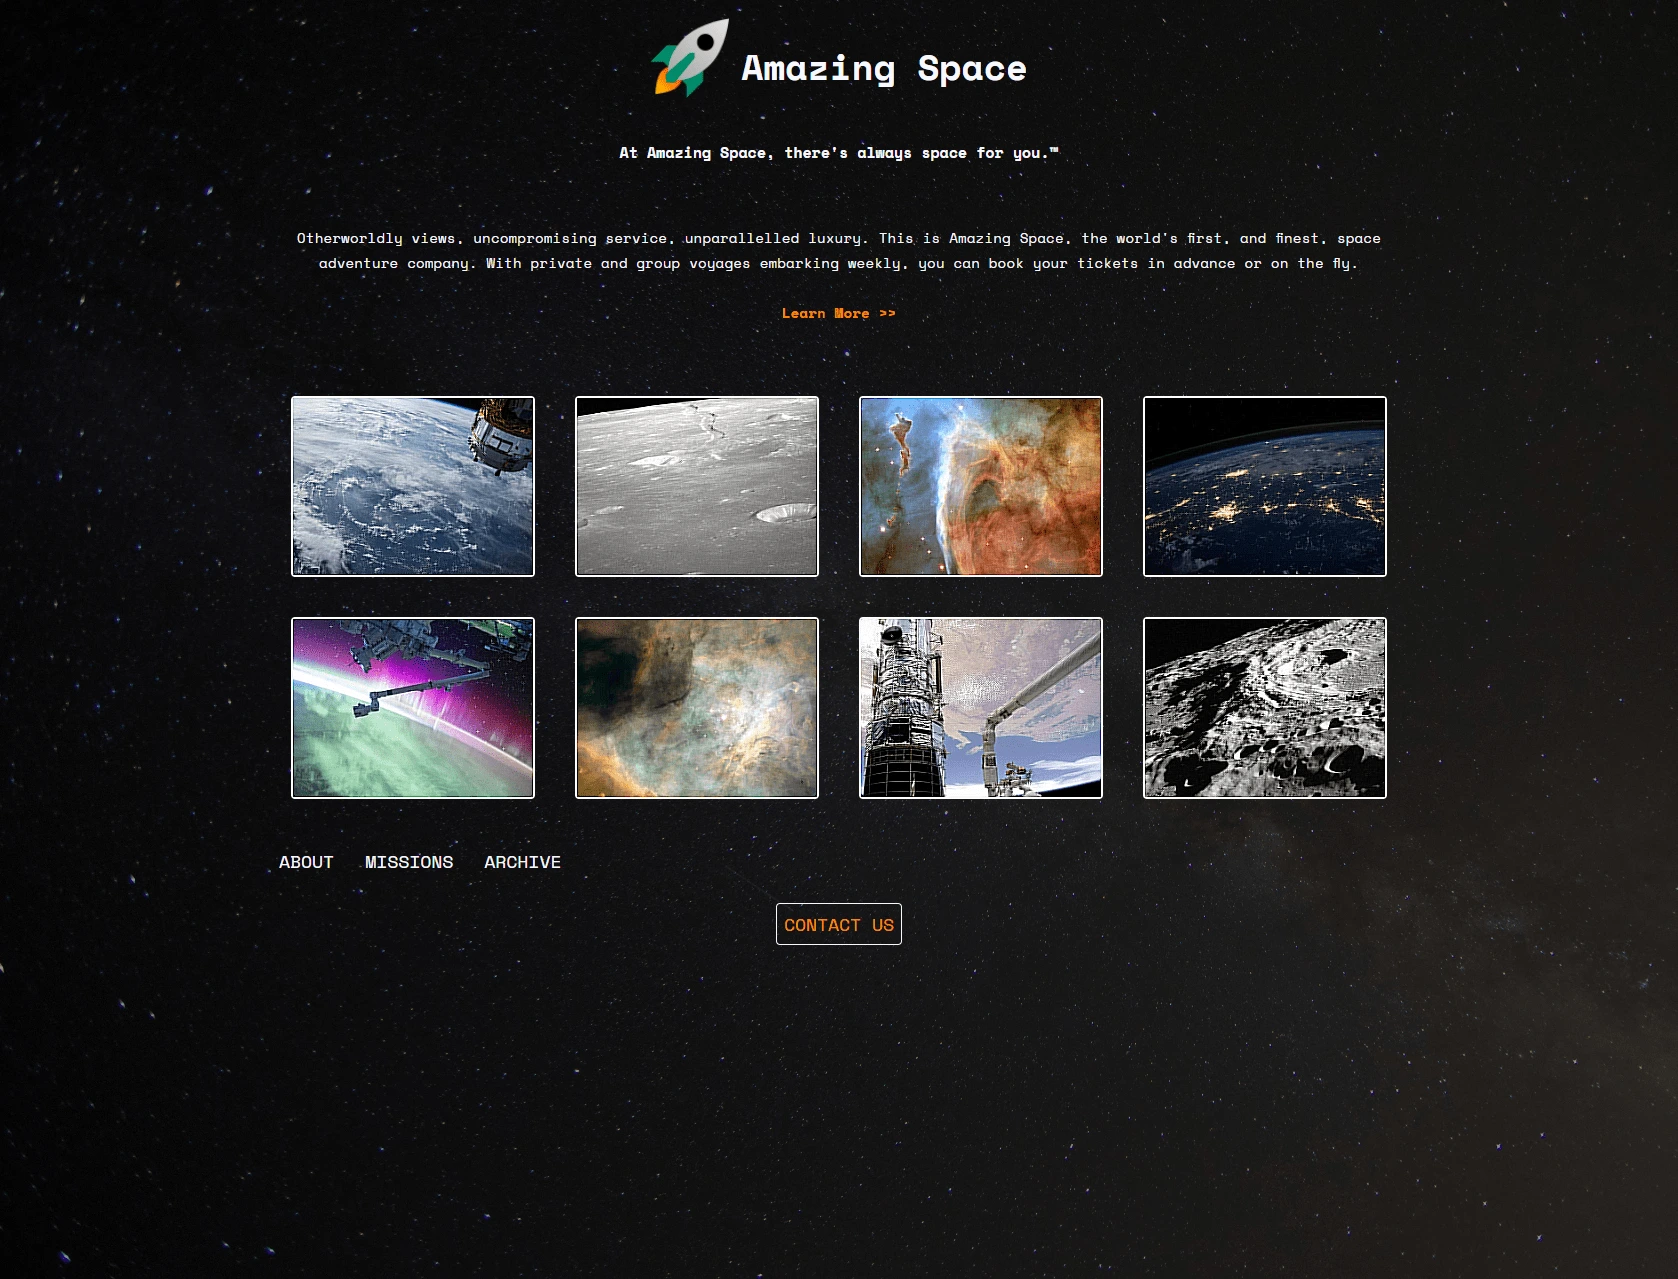 Amazing Space
At Amazing Space, there's always space for you.™
Otherworldly views, uncompromising service, unparallelled luxury. This is Amazing Space, the world's first, and finest, space
adventure company. With private and group voyages embarking weekly, you can book your tickets in advance or on the fly.
Learn More >>
ABOUT MISSIONS ARCHIVE
CONTACT US